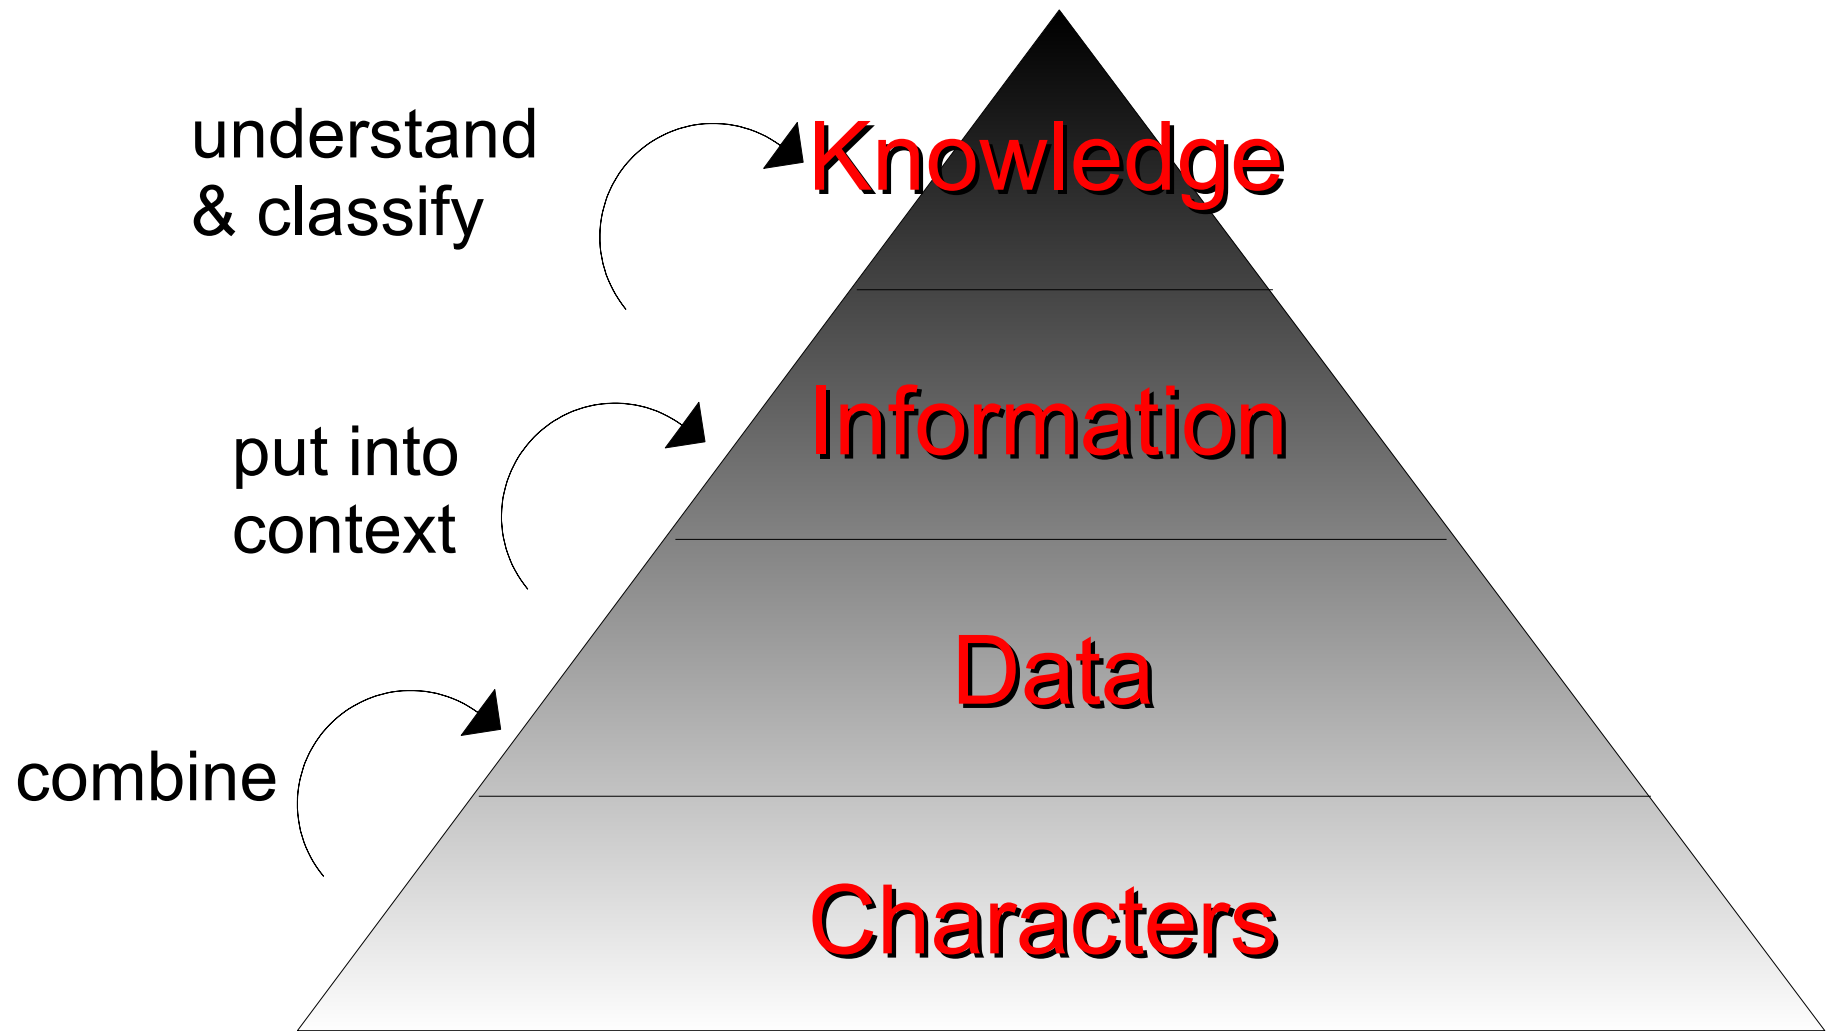 understand
& classify
Knowledge
put into
context
Information
combine
Data
Characters